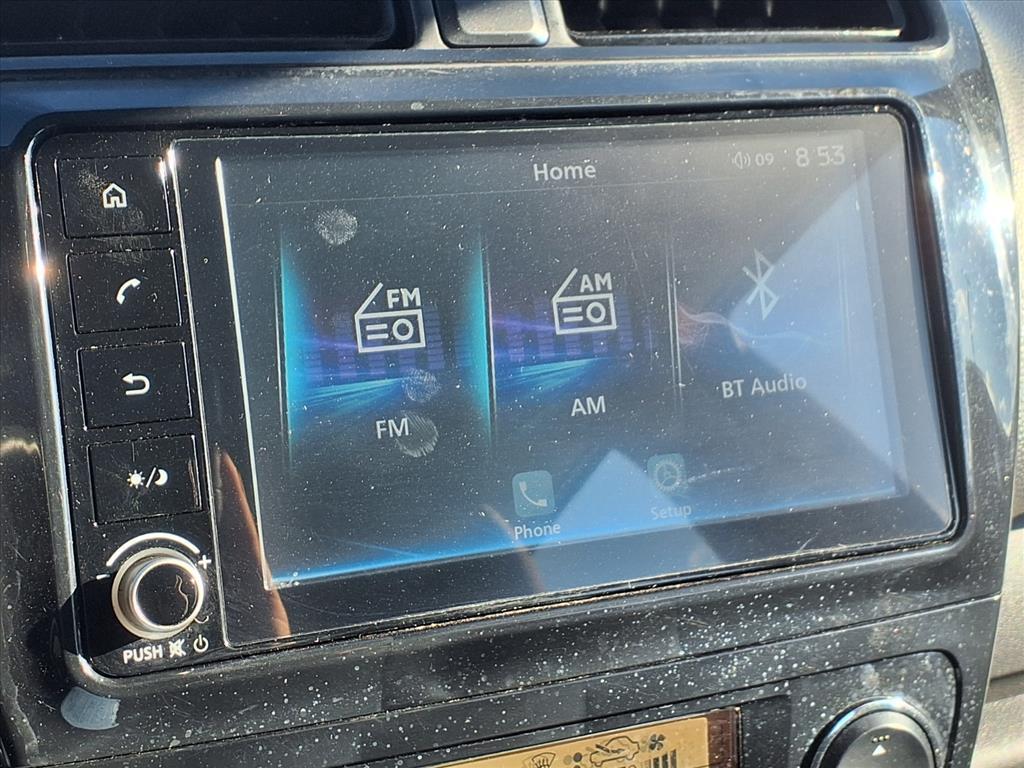 Home
09 8 53
FM
AM
FM
AM
BT Audio
Phone
Setup
- +
PUSH